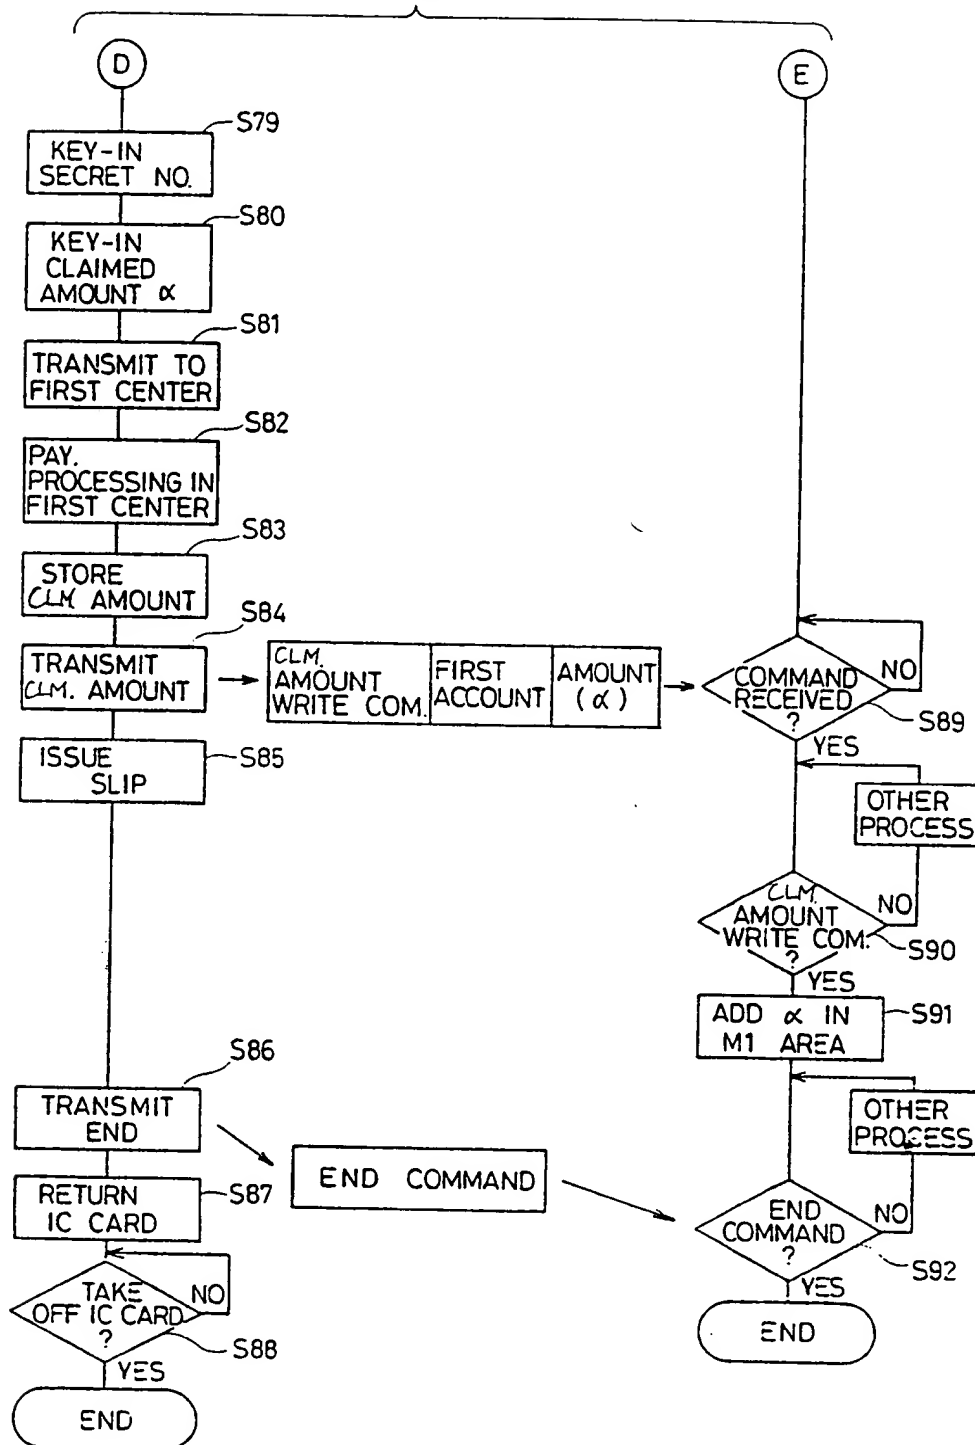 D
E
S79
KEY-IN
SECRET NO.
S80
KEY-IN
CLAIMED
AMOUNT α
S81
TRANSMIT TO
FIRST CENTER
S82
PAY.
PROCESSING IN
FIRST CENTER
S83
STORE
CLM. AMOUNT
S84
TRANSMIT
CLM. AMOUNT
CLM.
AMOUNT
WRITE COM.
FIRST
ACCOUNT
AMOUNT
(α)
COMMAND
RECEIVED
?
NO
S89
YES
S85
ISSUE
SLIP
OTHER
PROCESS
CLM.
AMOUNT
WRITE COM.
?
NO
S90
YES
ADD α IN
M1 AREA
S91
S86
TRANSMIT
END
OTHER
PROCESS
END COMMAND
RETURN
IC CARD
S87
END
COMMAND
?
NO
S92
YES
END
TAKE
OFF IC CARD
?
NO
S88
YES
END